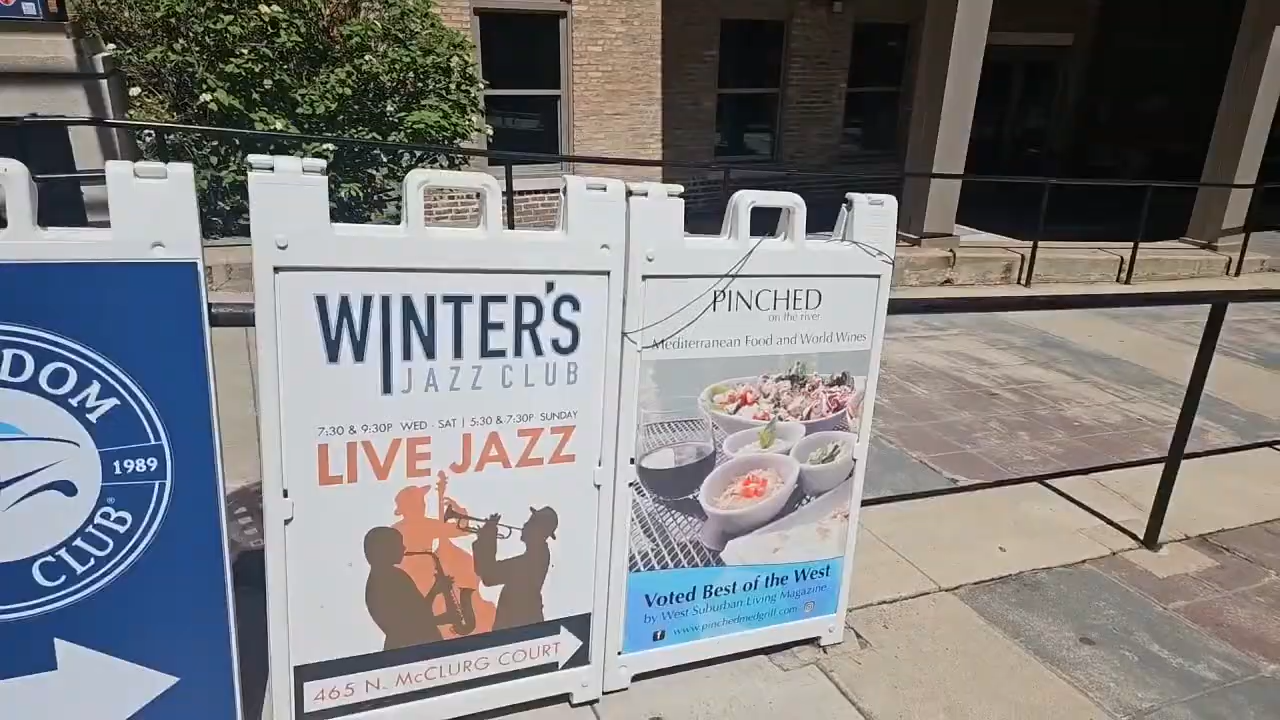 DOM
1989
CLUB®
WINTER'S
JAZZ CLUB
7:30 & 9:30P WED - SAT | 5:30 & 7:30P SUNDAY
LIVE JAZZ
465 N. McCLURG COURT
PINCHED
on the river
Mediterranean Food and World Wines
Voted Best of the West
by West Suburban Living Magazine
www.pinchedmedgrill.com